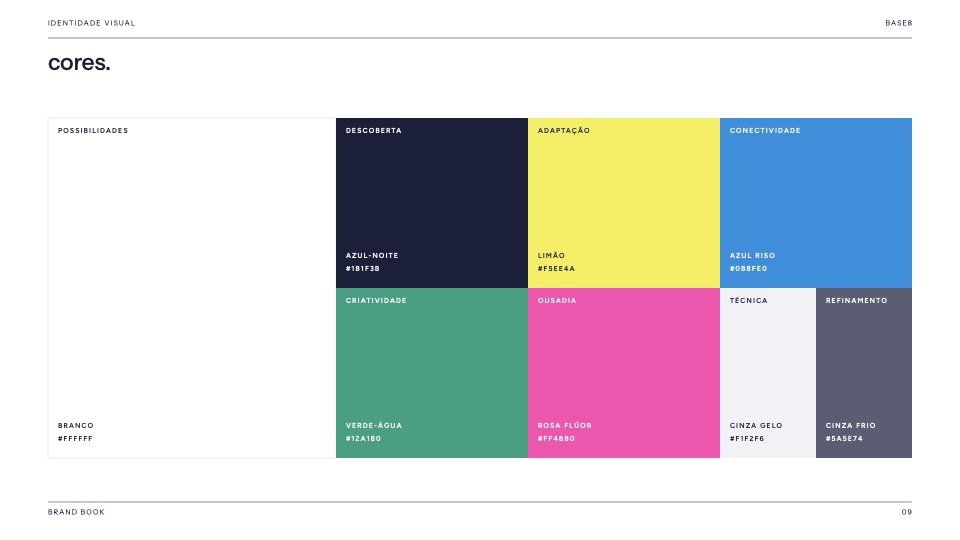 IDENTIDADE VISUAL
BASE8
cores.
POSSIBILIDADES
BRANCO
#FFFFFF
DESCOBERTA
AZUL-NOITE
#1B1F3B
ADAPTAÇÃO
LIMÃO
#F5EE4A
CONECTIVIDADE
AZUL RISO
#0B8FE0
CRIATIVIDADE
VERDE-ÁGUA
#12A180
OUSADIA
ROSA FLÚOR
#FF48B0
TÉCNICA
CINZA GELO
#F1F2F6
REFINAMENTO
CINZA FRIO
#5A5E74
BRAND BOOK
09